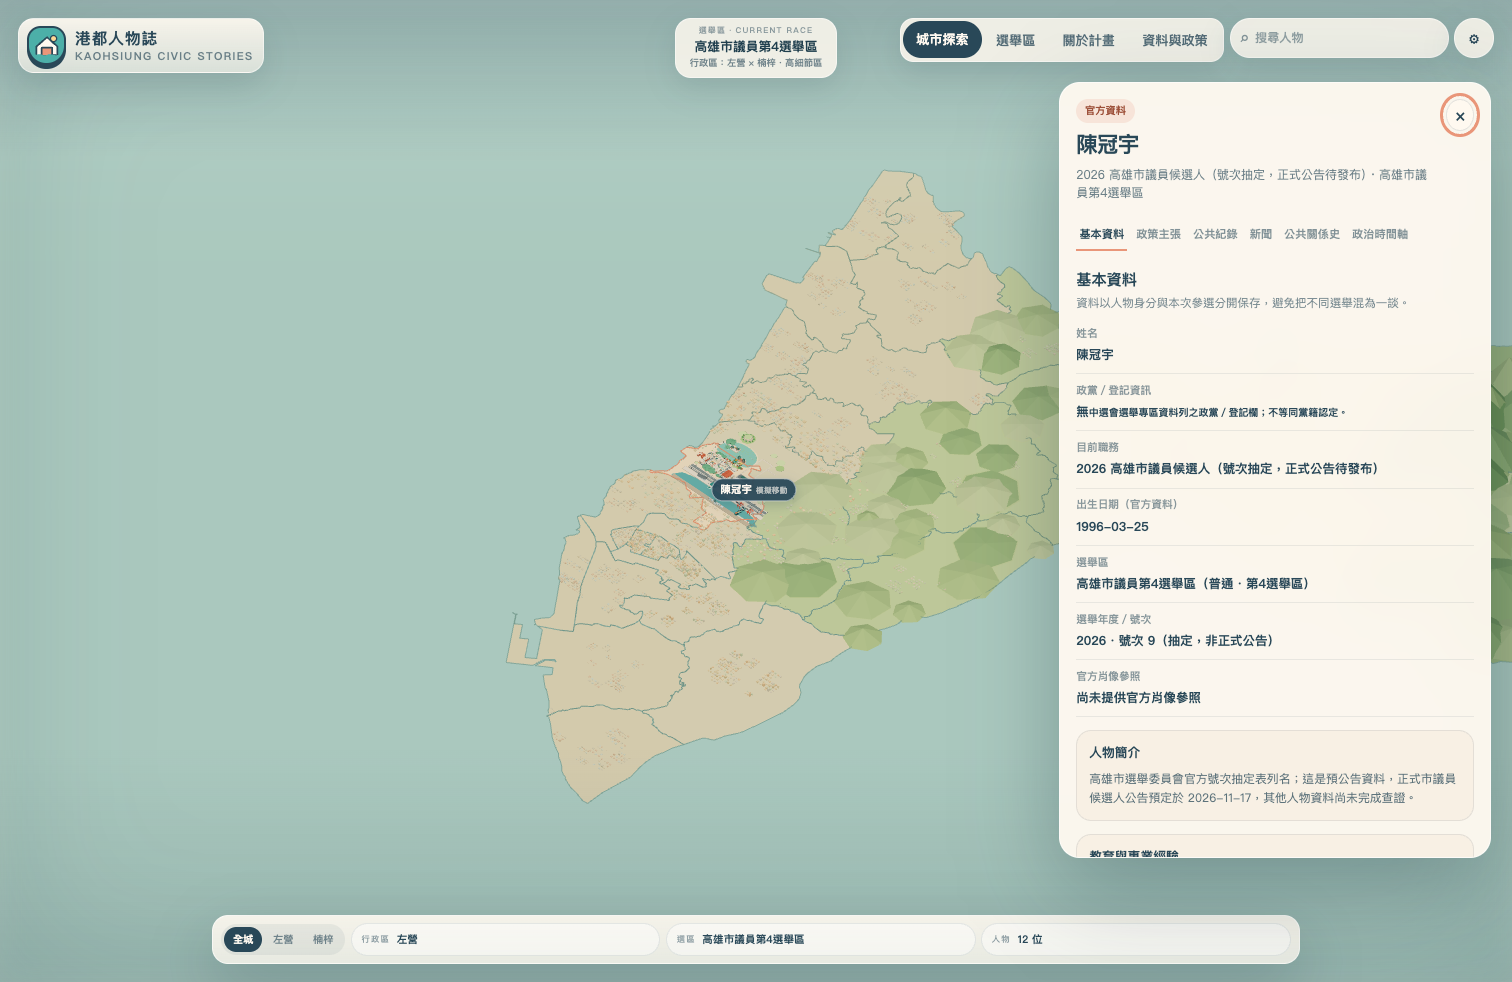 港都人物誌
KAOHSIUNG CIVIC STORIES
選舉區 · CURRENT RACE
高雄市議員第4選舉區
行政區：左營 × 楠梓 · 高細節區
城市探索
選舉區
關於計畫
資料與政策
搜尋人物
官方資料
×
陳冠宇
2026 高雄市議員候選人（號次抽定，正式公告待發布）· 高雄市議
員第4選舉區
基本資料
政策主張
公共紀錄
新聞
公共關係史
政治時間軸
基本資料
資料以人物身分與本次參選分開保存，避免把不同選舉混為一談。
姓名
陳冠宇
政黨 / 登記資訊
無中選會選舉專區資料列之政黨 / 登記欄；不等同黨籍認定。
目前職務
2026 高雄市議員候選人（號次抽定，正式公告待發布）
出生日期（官方資料）
1996-03-25
選舉區
高雄市議員第4選舉區（普通 · 第4選舉區）
選舉年度 / 號次
2026 · 號次 9（抽定，非正式公告）
官方肖像參照
尚未提供官方肖像參照
人物簡介
高雄市選舉委員會官方號次抽定表列名；這是預公告資料，正式市議員
候選人公告預定於 2026-11-17，其他人物資料尚未完成查證。
教育與專業經驗
陳冠宇 模擬移動
全城
左營
楠梓
行政區 左營
選區 高雄市議員第4選舉區
人物 12 位